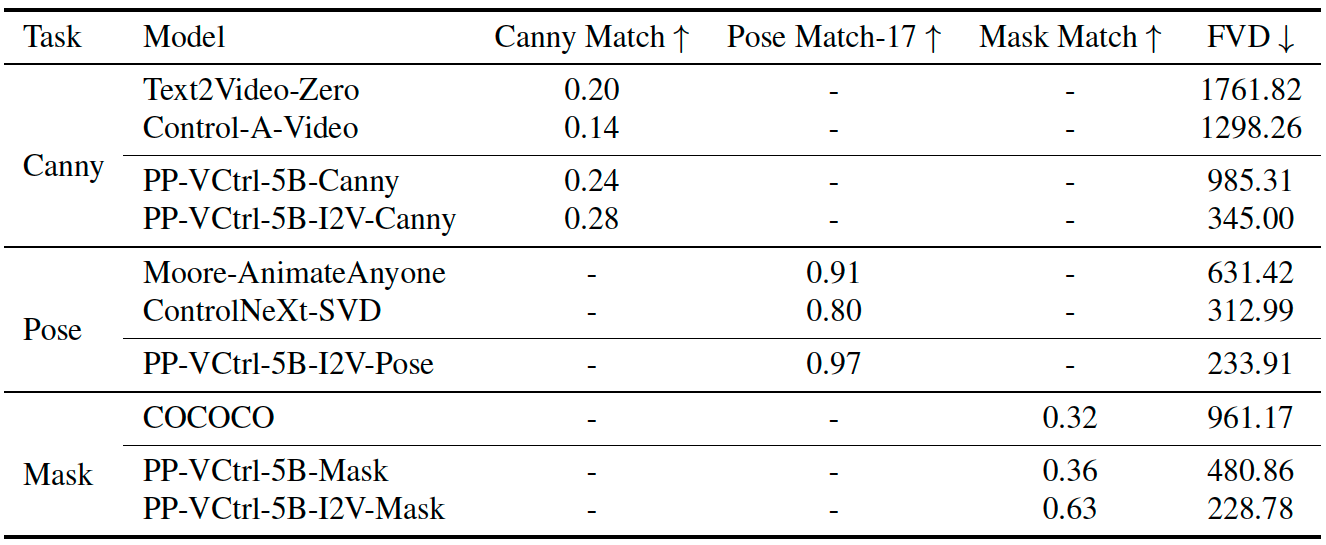 Task Model Canny Match ↑ Pose Match-17 ↑ Mask Match ↑ FVD ↓
Text2Video-Zero 0.20 - - 1761.82
Control-A-Video 0.14 - - 1298.26
Canny
PP-VCtrl-5B-Canny 0.24 - - 985.31
PP-VCtrl-5B-I2V-Canny 0.28 - - 345.00
Moore-AnimateAnyone - 0.91 - 631.42
ControlNeXt-SVD - 0.80 - 312.99
Pose
PP-VCtrl-5B-I2V-Pose - 0.97 - 233.91
COCOCO - - 0.32 961.17
Mask
PP-VCtrl-5B-Mask - - 0.36 480.86
PP-VCtrl-5B-I2V-Mask - - 0.63 228.78